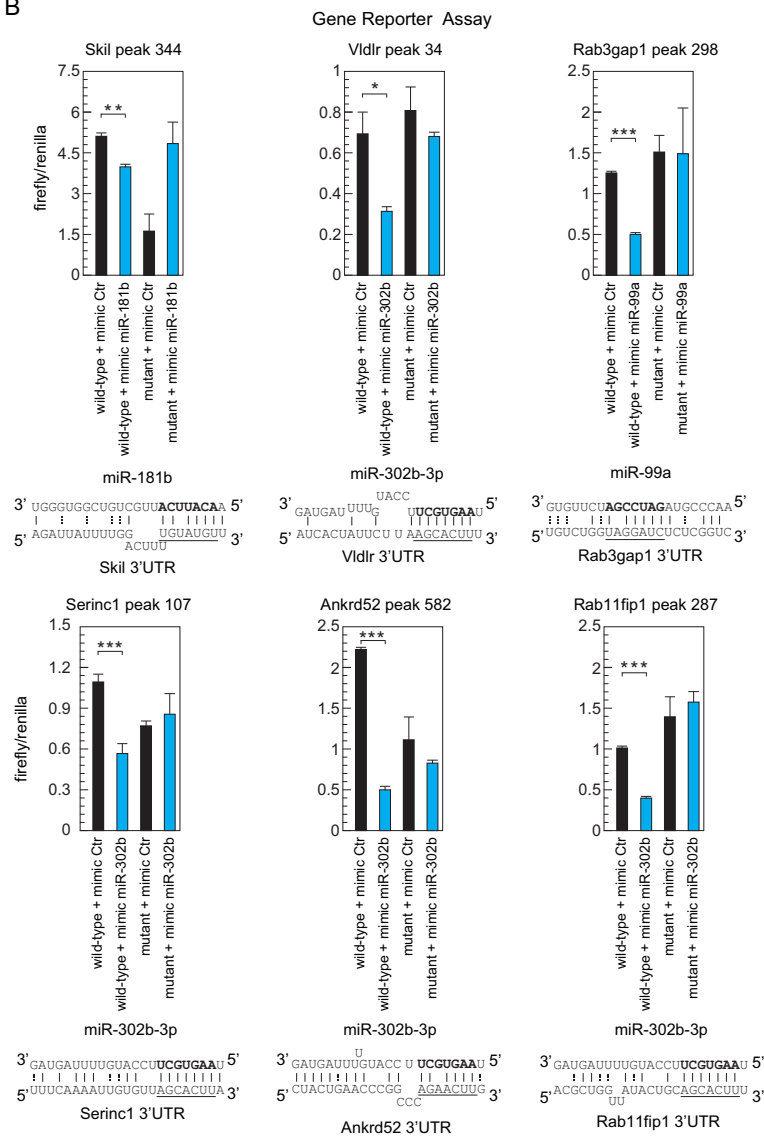 B
Gene Reporter Assay
Skil peak 344
7.5
6
4.5
3
1.5
0
firefly/renilla
**
wild-type + mimic Ctr
wild-type + mimic miR-181b
mutant + mimic Ctr
mutant + mimic miR-181b
miR-181b
3’ UGGGUGGCUGUCGUUACUUACAA 5’
5’ AGAUUAUUUUGG ACUUU UGUAUGUU 3’
Skil 3’UTR
Vldlr peak 34
1
0.8
0.6
0.4
0.2
0
*
wild-type + mimic Ctr
wild-type + mimic miR-302b
mutant + mimic Ctr
mutant + mimic miR-302b
miR-302b-3p
3’ GAUGAU UUU G UACC UUCGUGAAU 5’
5’ AUCACUAUUCU U AAGCACUUU 3’
Vldlr 3’UTR
Rab3gap1 peak 298
2.5
2
1.5
1
0.5
0
***
wild-type + mimic Ctr
wild-type + mimic miR-99a
mutant + mimic Ctr
mutant + mimic miR-99a
miR-99a
3’ GUGUUCUAGCCUAGAUGCCCAA 5’
5’ UGUCUGGUAGGAUCUCUCGGUC 3’
Rab3gap1 3’UTR
Serinc1 peak 107
1.5
1.2
0.9
0.6
0.3
0
firefly/renilla
***
wild-type + mimic Ctr
wild-type + mimic miR-302b
mutant + mimic Ctr
mutant + mimic miR-302b
miR-302b-3p
3’ GAUGAUUUUGUACCUUCGUGAAU 5’
5’ UUUCAAAAUUGUGUUAGCACUUA 3’
Serinc1 3’UTR
Ankrd52 peak 582
2.5
2
1.5
1
0.5
0
***
wild-type + mimic Ctr
wild-type + mimic miR-302b
mutant + mimic Ctr
mutant + mimic miR-302b
miR-302b-3p
3’ GAUGAUUU U GUACC U UCGUGAAU 5’
5’ CUACUGAACCCGG CCC AGAACUUG 3’
Ankrd52 3’UTR
Rab11fip1 peak 287
2.5
2
1.5
1
0.5
0
***
wild-type + mimic Ctr
wild-type + mimic miR-302b
mutant + mimic Ctr
mutant + mimic miR-302b
miR-302b-3p
3’ GAUGAUUUUGUACCUUCGUGAAU 5’
5’ ACGCUGG UU AUACUGCAGCACUUU 3’
Rab11fip1 3’UTR